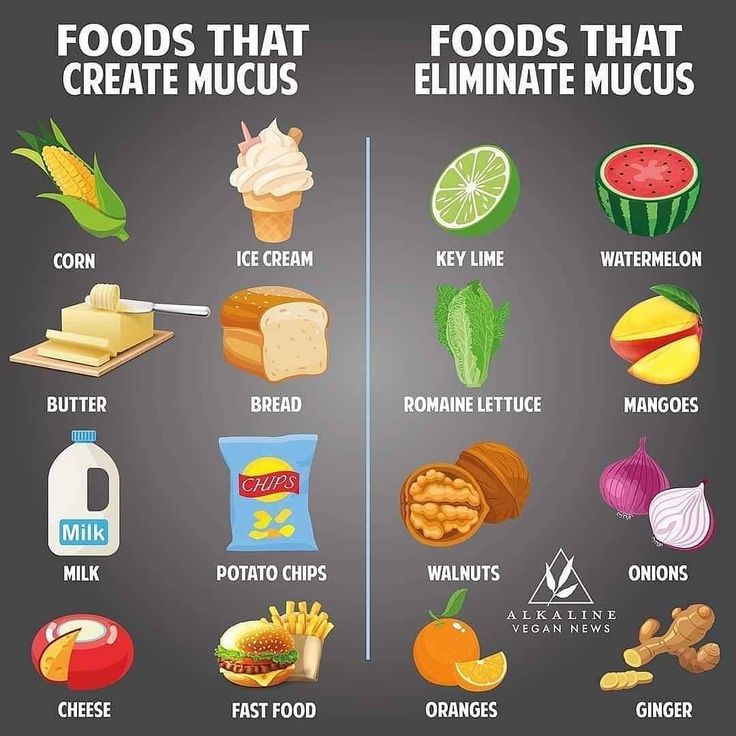 FOODS THAT
CREATE MUCUS
FOODS THAT
ELIMINATE MUCUS
CORN
ICE CREAM
KEY LIME
WATERMELON
BUTTER
BREAD
ROMAINE LETTUCE
MANGOES
Milk
CHIPS
MILK
POTATO CHIPS
WALNUTS
ONIONS
ALKALINE
VEGAN NEWS
CHEESE
FAST FOOD
ORANGES
GINGER